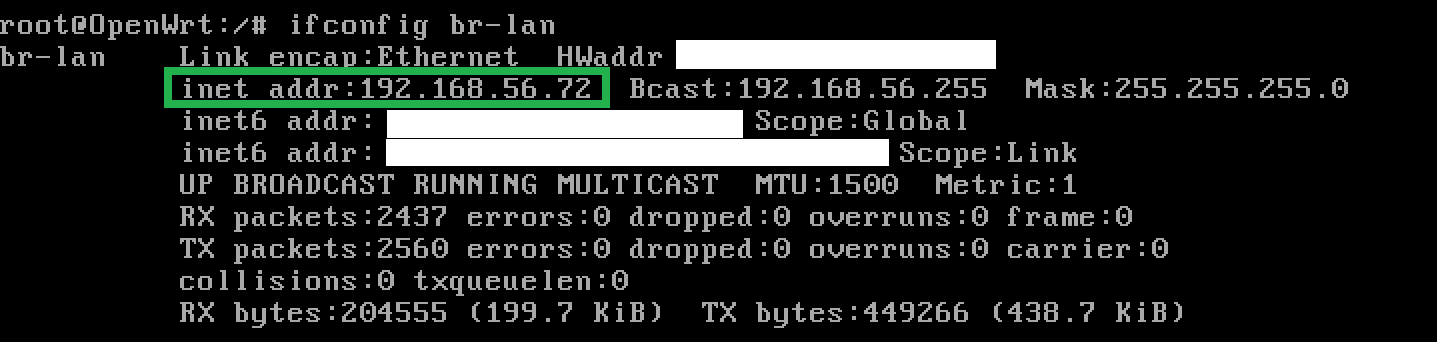 root@OpenWrt:/# ifconfig br-lan
br-lan Link encap:Ethernet HWaddr
inet addr:192.168.56.72 Bcast:192.168.56.255 Mask:255.255.255.0
inet6 addr: Scope:Global
inet6 addr: Scope:Link
UP BROADCAST RUNNING MULTICAST MTU:1500 Metric:1
RX packets:2437 errors:0 dropped:0 overruns:0 frame:0
TX packets:2560 errors:0 dropped:0 overruns:0 carrier:0
collisions:0 txqueuelen:0
RX bytes:204555 (199.7 KiB) TX bytes:449266 (438.7 KiB)